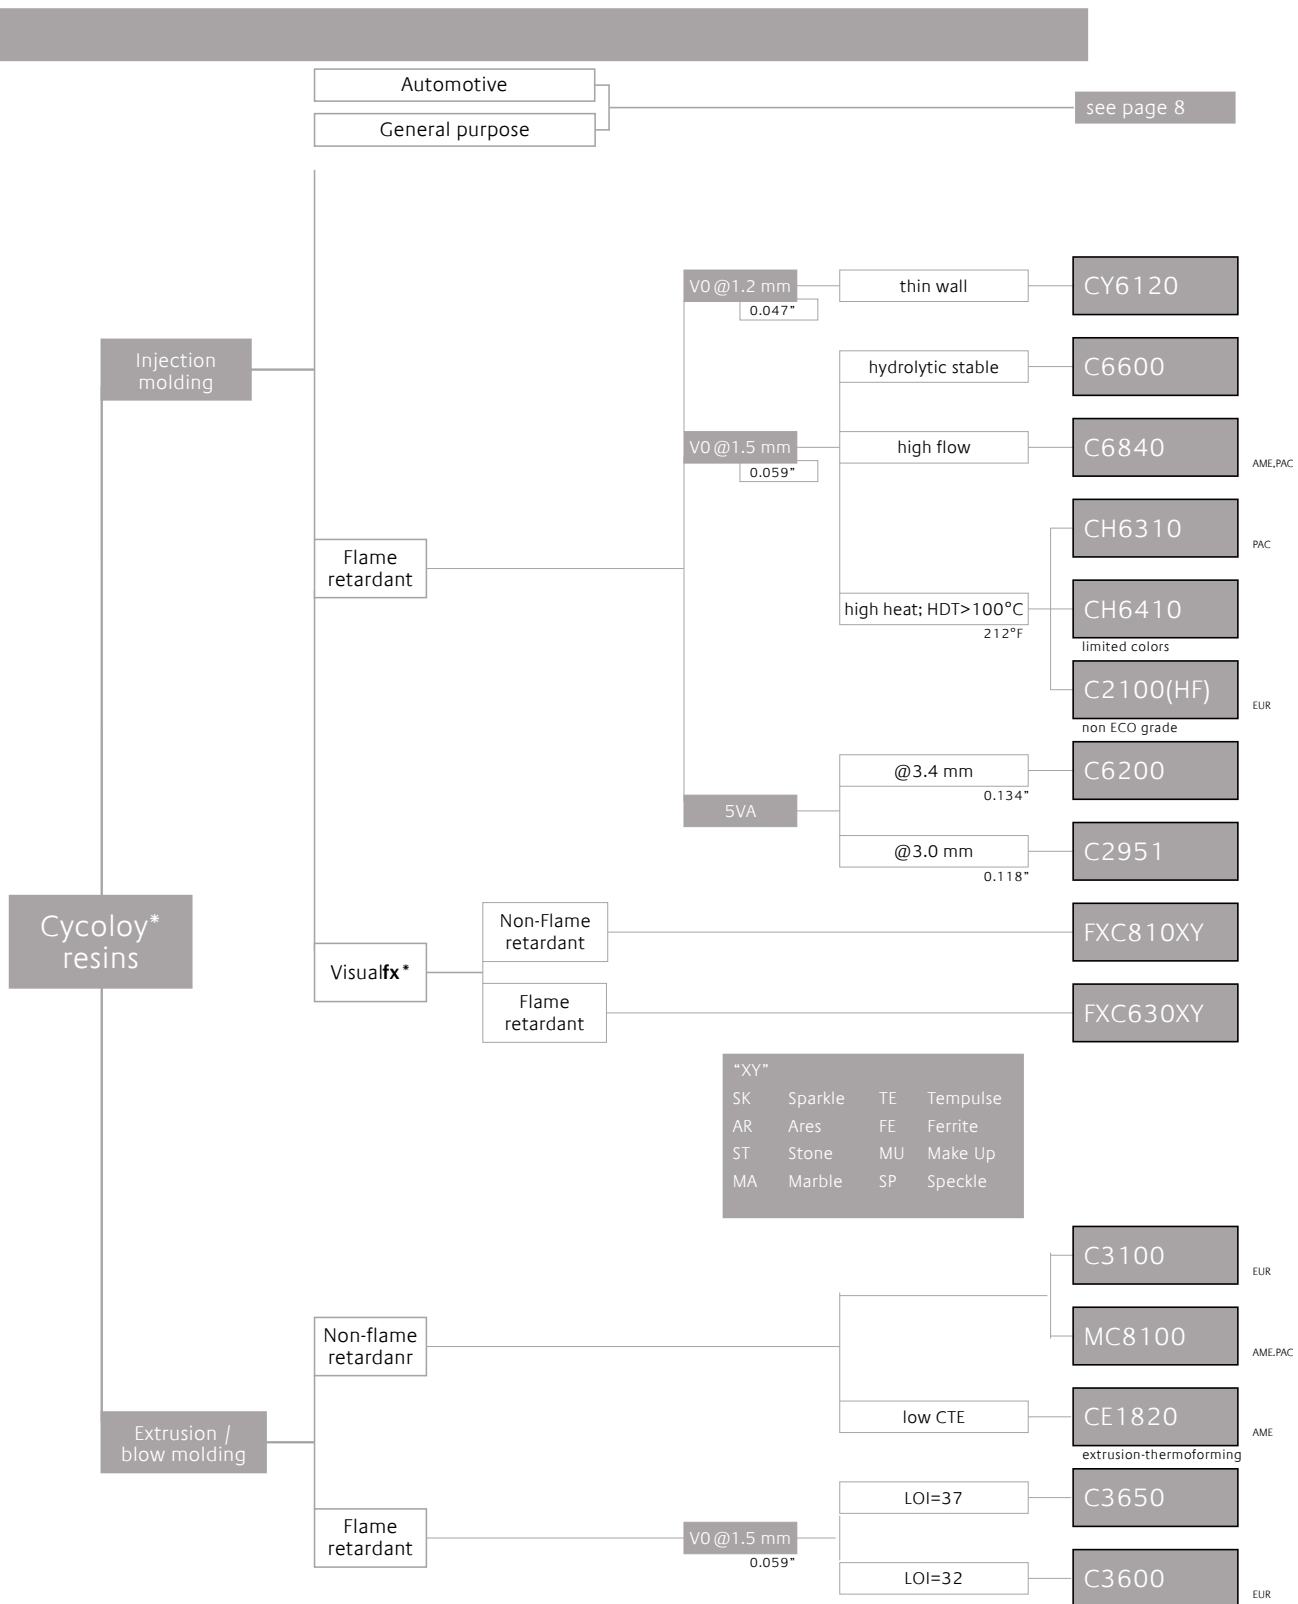 Automotive
General purpose
see page 8
V0@1.2 mm
0.047"
thin wall
CY6120
Injection
molding
hydrolytic stable
C6600
V0@1.5 mm
0.059"
high flow
C6840
AME,PAC
CH6310
PAC
Flame
retardant
high heat; HDT>100°C
212°F
CH6410
limited colors
C2100(HF)
EUR
non ECO grade
@3.4 mm
0.134"
C6200
5VA
@3.0 mm
0.118"
C2951
Cycoloy*
resins
Visualfx*
Non-Flame
retardant
FXC810XY
Flame
retardant
FXC630XY
"XY"
SK Sparkle TE Tempulse
AR Ares FE Ferrite
ST Stone MU Make Up
MA Marble SP Speckle
C3100
EUR
Non-flame
retardanr
MC8100
AME.PAC
Extrusion /
blow molding
low CTE
CE1820
AME
extrusion-thermoforming
LOI=37
C3650
Flame
retardant
V0@1.5 mm
0.059"
LOI=32
C3600
EUR